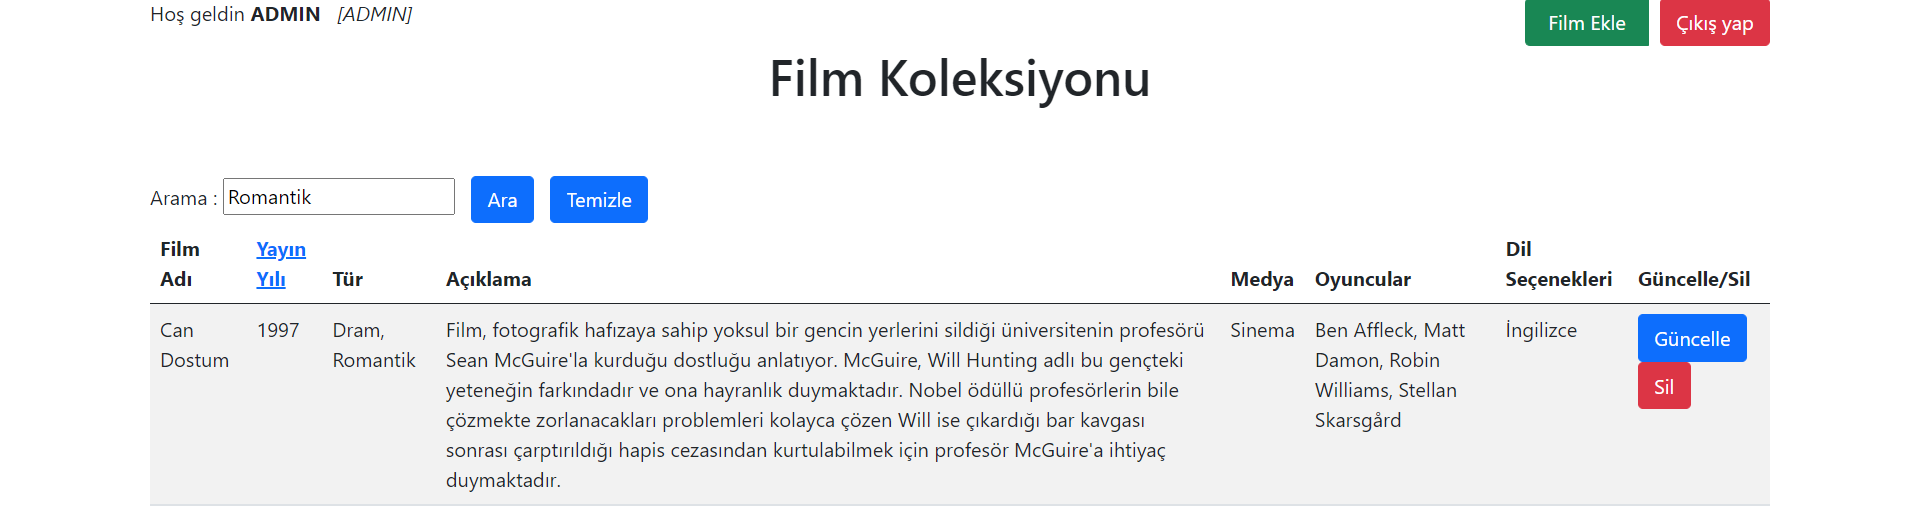 Hoş geldin ADMIN [ADMIN]
Film Ekle
Çıkış yap
Film Koleksiyonu
Arama : Romantik Ara Temizle
Film Adı
Yayın Yılı
Tür
Açıklama
Medya
Oyuncular
Dil Seçenekleri
Güncelle/Sil
Can
Dostum
1997
Dram,
Romantik
Film, fotografik hafızaya sahip yoksul bir gencin yerlerini sildiği üniversitenin profesörü
Sean McGuire'la kurduğu dostluğu anlatıyor. McGuire, Will Hunting adlı bu gençteki
yeteneğin farkındadır ve ona hayranlık duymaktadır. Nobel ödüllü profesörlerin bile
çözmekte zorlanacakları problemleri kolayca çözen Will ise çıkardığı bar kavgası
sonrası çarptırıldığı hapis cezasından kurtulabilmek için profesör McGuire'a ihtiyaç
duymaktadır.
Sinema
Ben Affleck, Matt
Damon, Robin
Williams, Stellan
Skarsgård
İngilizce
Güncelle
Sil